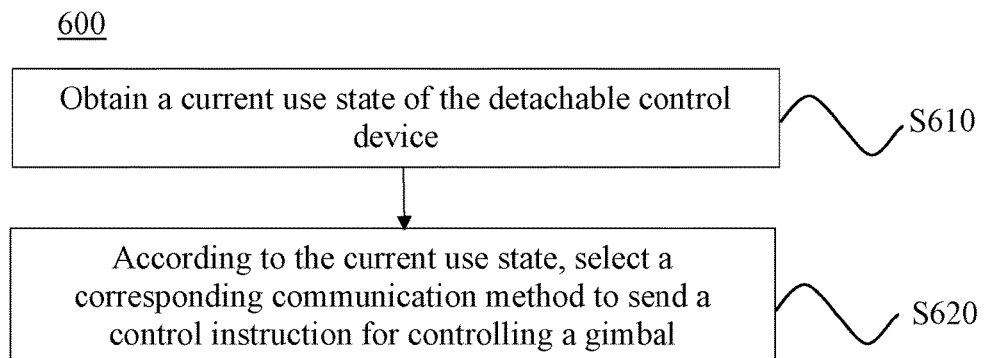 600
Obtain a current use state of the detachable control
device
S610
According to the current use state, select a
corresponding communication method to send a
control instruction for controlling a gimbal
S620